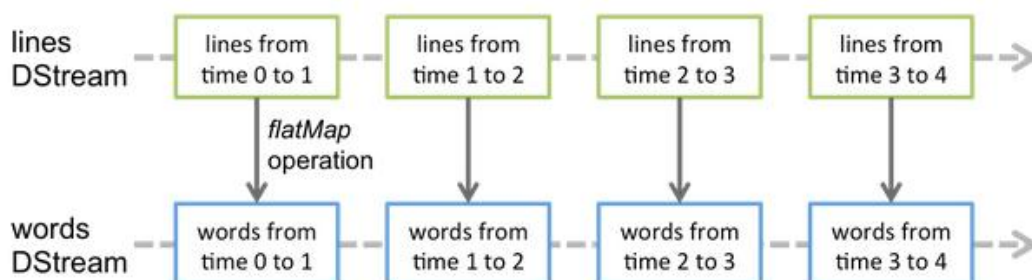 lines
DStream
lines from
time 0 to 1
lines from
time 1 to 2
lines from
time 2 to 3
lines from
time 3 to 4
flatMap
operation
words
DStream
words from
time 0 to 1
words from
time 1 to 2
words from
time 2 to 3
words from
time 3 to 4